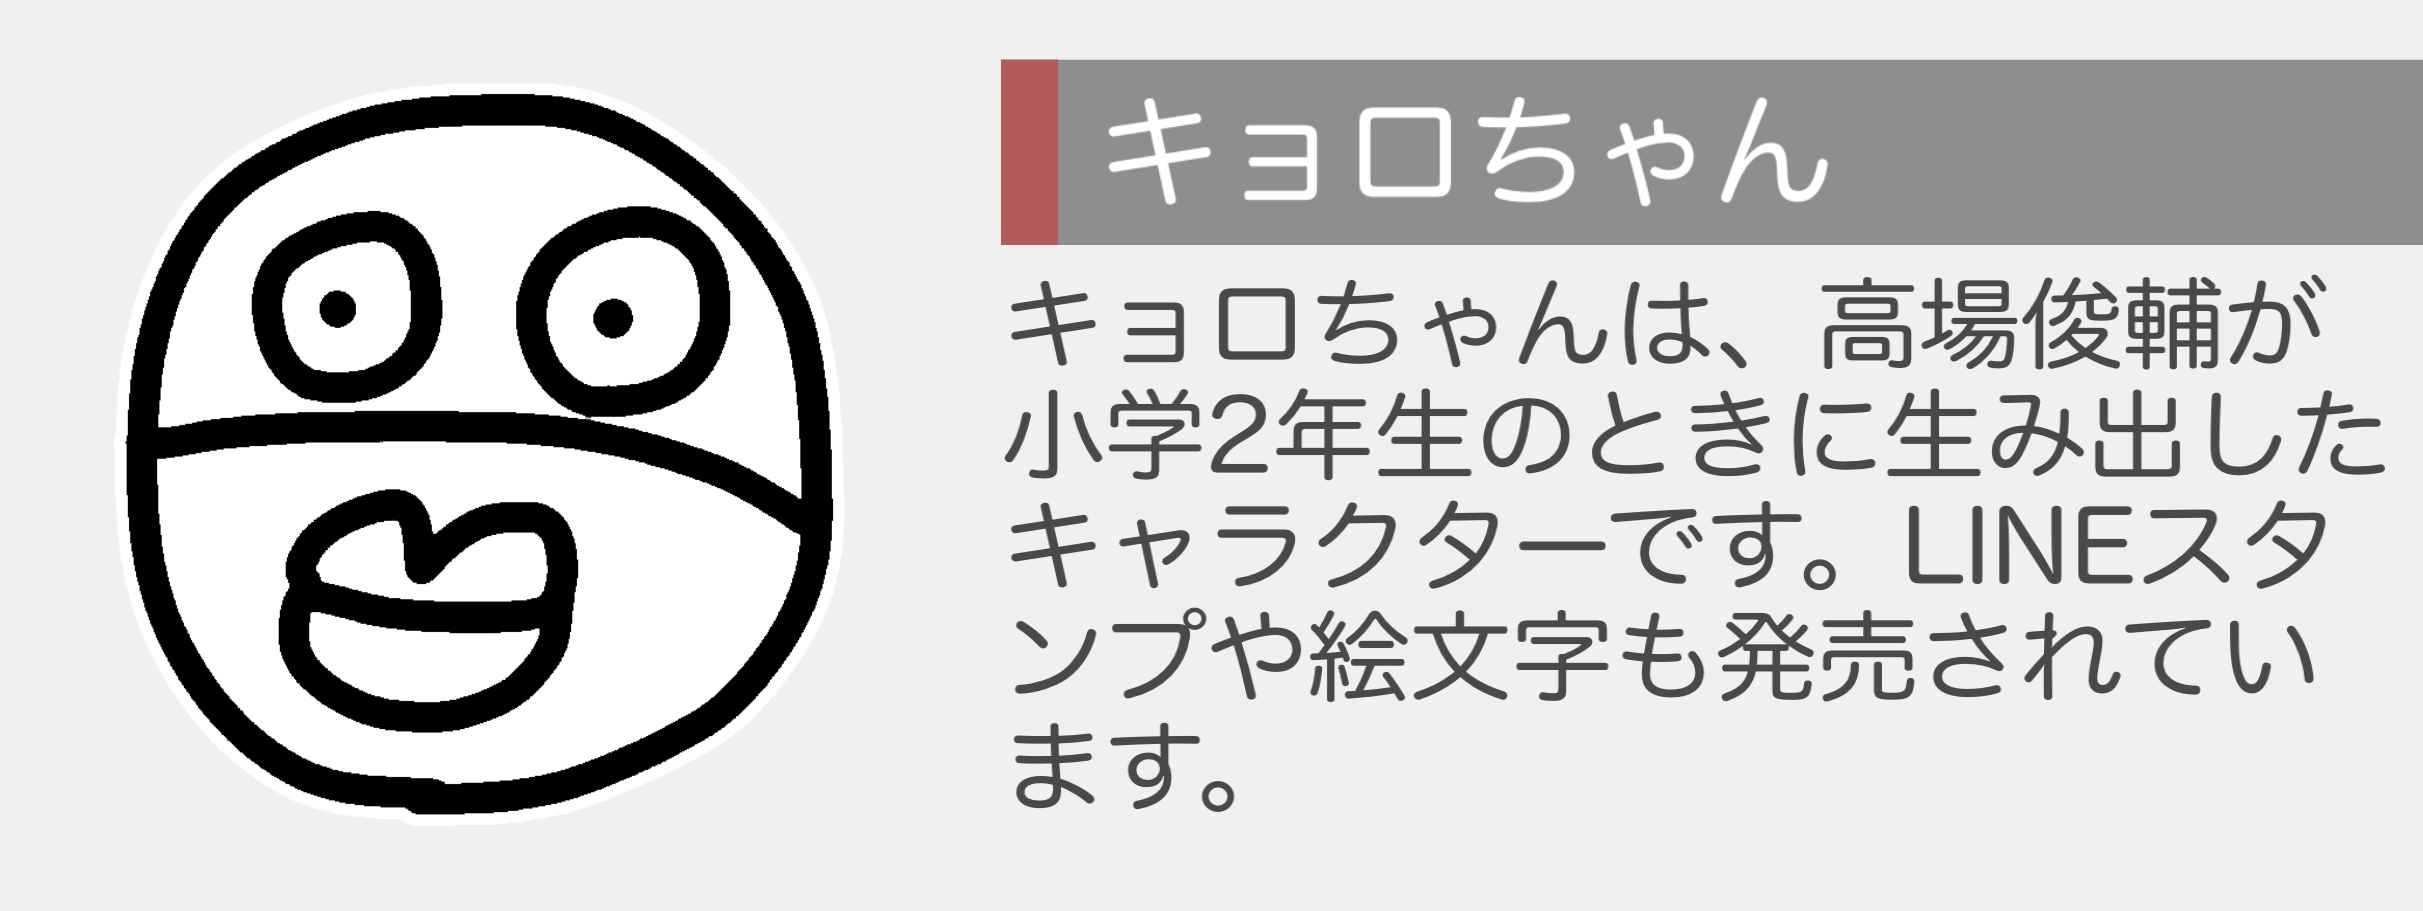 キョロちゃん
キョロちゃんは、高場俊輔が
小学2年生のときに生み出した
キャラクターです。LINEスタ
ンプや絵文字も発売されてい
ます。